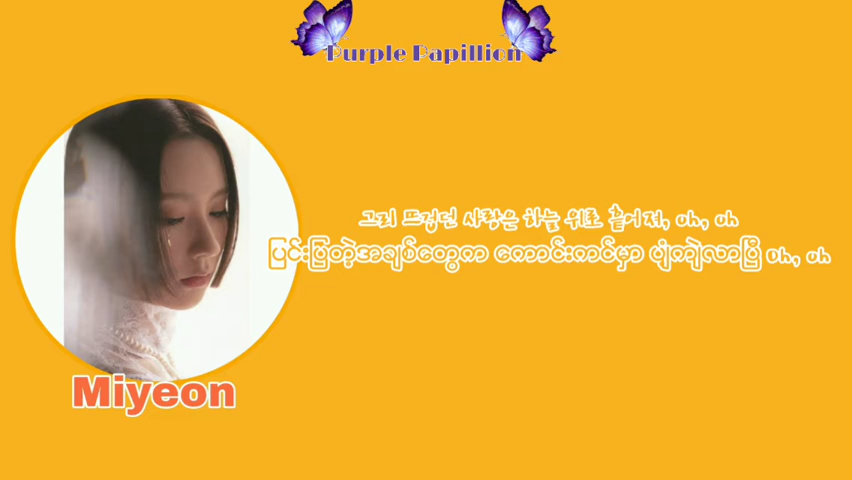 Purple Papillion
그리 뜨겁던 사랑은 하늘 위로 흩어져, uh, uh
ပြင်းပြတဲ့အချစ်တွေက ကောင်းကင်မှာ ပျံ့ကျဲလာပြီ uh, uh
Miyeon